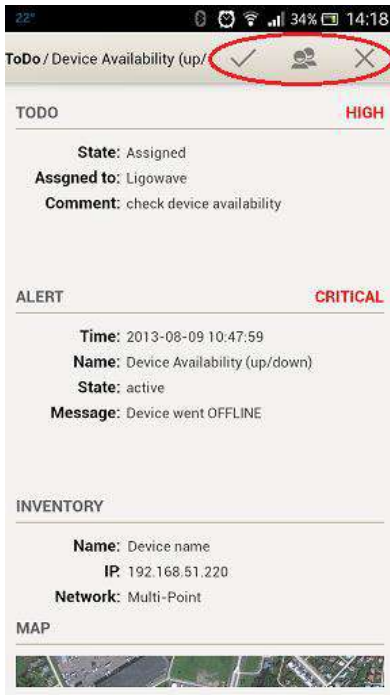 22° 34% 14:18
ToDo / Device Availability (up/
TODO HIGH
State: Assigned
Assgned to: Ligowave
Comment: check device availability
ALERT CRITICAL
Time: 2013-08-09 10:47:59
Name: Device Availability (up/down)
State: active
Message: Device went OFFLINE
INVENTORY
Name: Device name
IP: 192.168.51.220
Network: Multi-Point
MAP